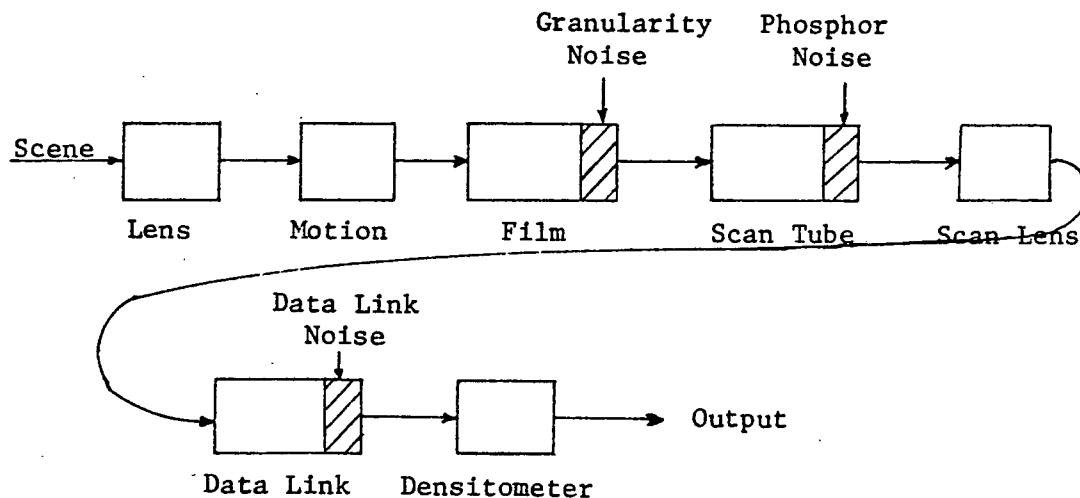 Granularity
Noise
Phosphor
Noise
Scene
Lens
Motion
Film
Scan Tube
Scan Lens
Data Link
Noise
Output
Data Link
Densitometer